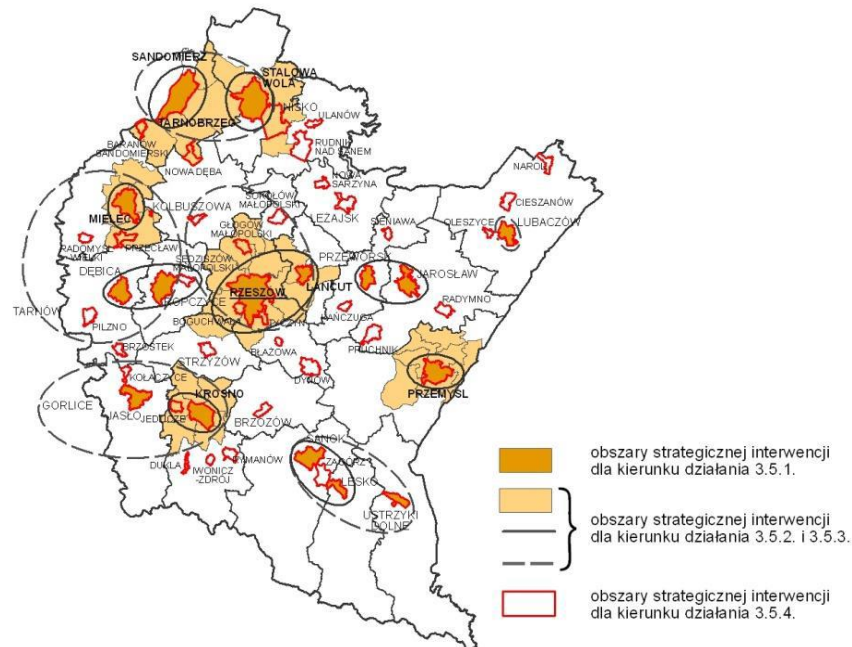 SANDOMIERZ
STALOWA
WOLA
NISKO
TARNOBRZEG
ULANÓW
BARANÓW
SANDOMIERSKI
RUDNIK
NAD SANEM
NOWA DĘBA
NAROL
NOWA
SARZYNA
CIESZANÓW
KOLBUSZOWA
SOKOŁÓW
MAŁOPOLSKI
LEŻAJSK
OLESZYCE
LUBACZÓW
MIELEC
GŁOGÓW
MAŁOPOLSKI
SIENIAWA
RADOMYŚL
WIELKI
PRZECŁAW
SĘDZISZÓW
MAŁOPOLSKI
PRZEWORSK
DĘBICA
JAROSŁAW
ROPCZYCE
RZESZÓW
ŁAŃCUT
TARNÓW
KAŃCZUGA
RADYMNO
PILZNO
BOGUCHWAŁA
TYCZYN
BRZOSTEK
BŁAŻOWA
PRUCHNIK
STRZYŻÓW
KOŁACZYCE
DYNÓW
PRZEMYŚL
GORLICE
KROSNO
JASŁO
JEDLICZE
BRZOZÓW
SANOK
DUKLA
IWONICZ
-ZDRÓJ
RYMANÓW
ZAGÓRZ
LESKO
USTRZYKI
DOLNE
obszary strategicznej interwencji
dla kierunku działania 3.5.1.
obszary strategicznej interwencji
dla kierunku działania 3.5.2. i 3.5.3.
obszary strategicznej interwencji
dla kierunku działania 3.5.4.